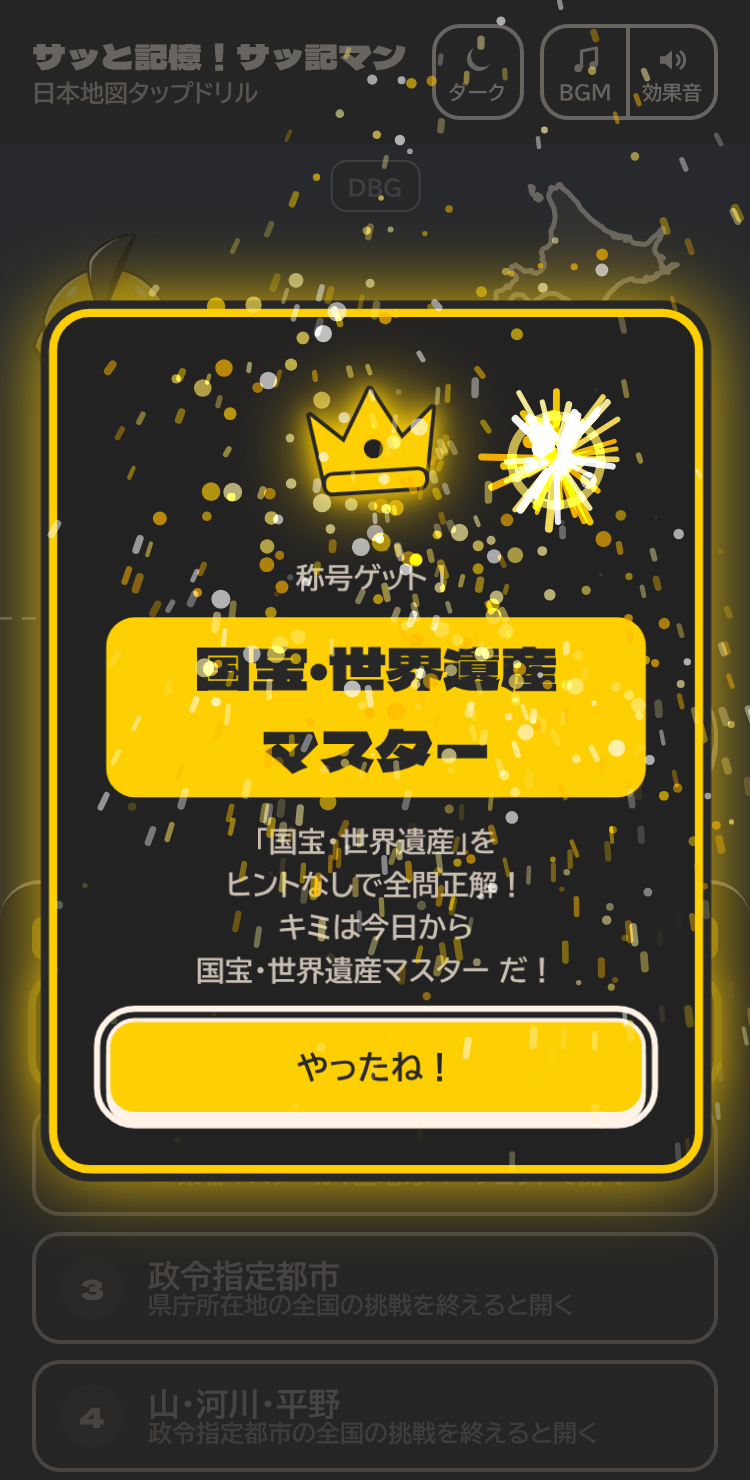 サッと記憶！サッ記マン
日本地図タップドリル
ダーク
BGM
効果音
DBG
称号ゲット！
国宝・世界遺産
マスター
「国宝・世界遺産」を
ヒントなしで全問正解！
キミは今日から
国宝・世界遺産マスター だ！
やったね！
3
政令指定都市
県庁所在地の全国の挑戦を終えると開く
4
山・河川・平野
政令指定都市の全国の挑戦を終えると開く